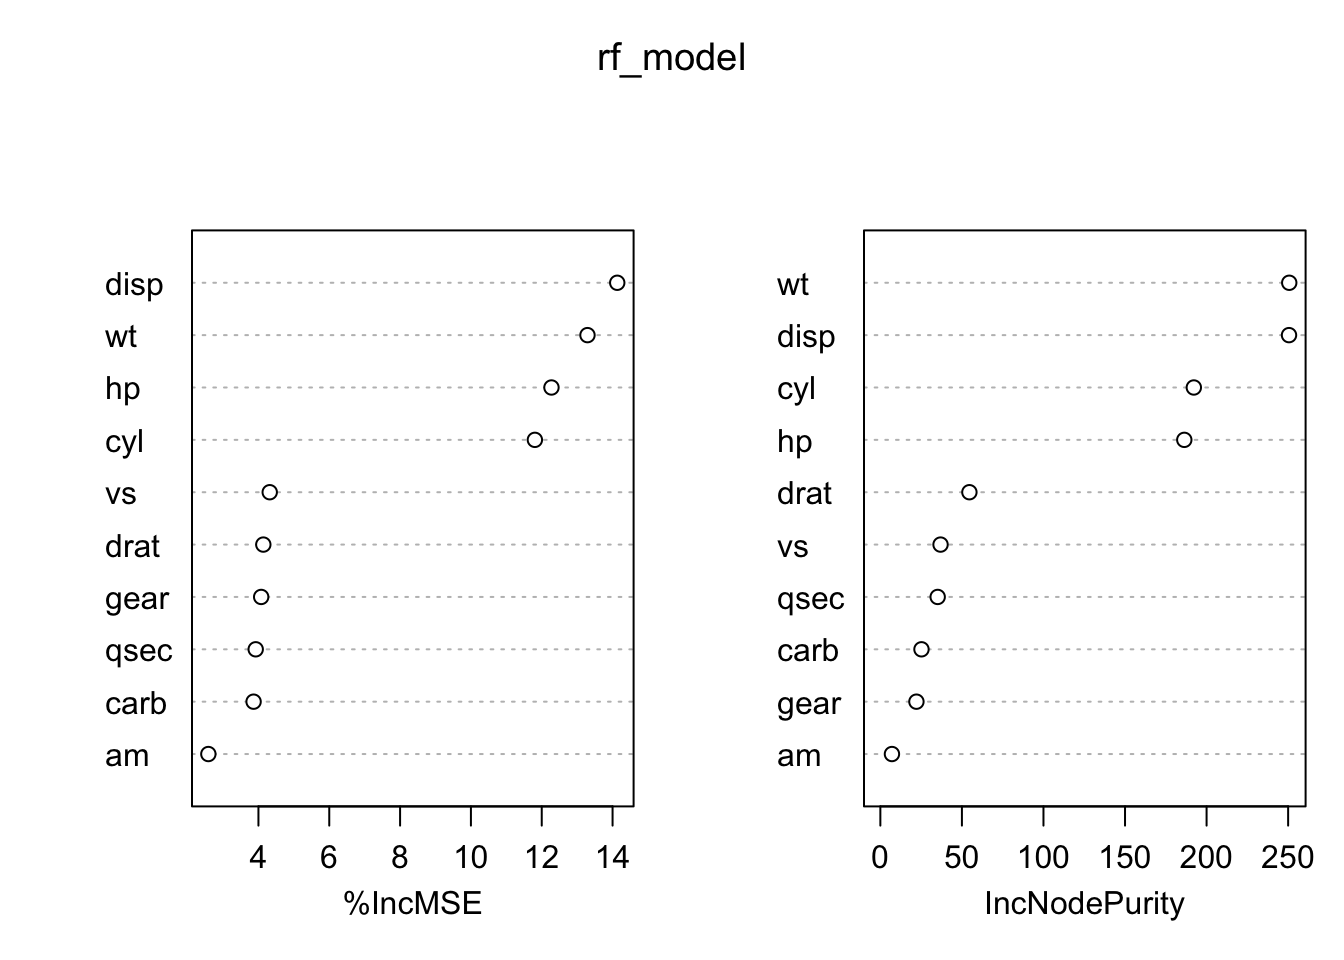 rf_model
disp
wt
hp
cyl
vs
drat
gear
qsec
carb
am
4 6 8 10 12 14
%IncMSE
wt
disp
cyl
hp
drat
vs
qsec
carb
gear
am
0 50 100 150 200 250
IncNodePurity